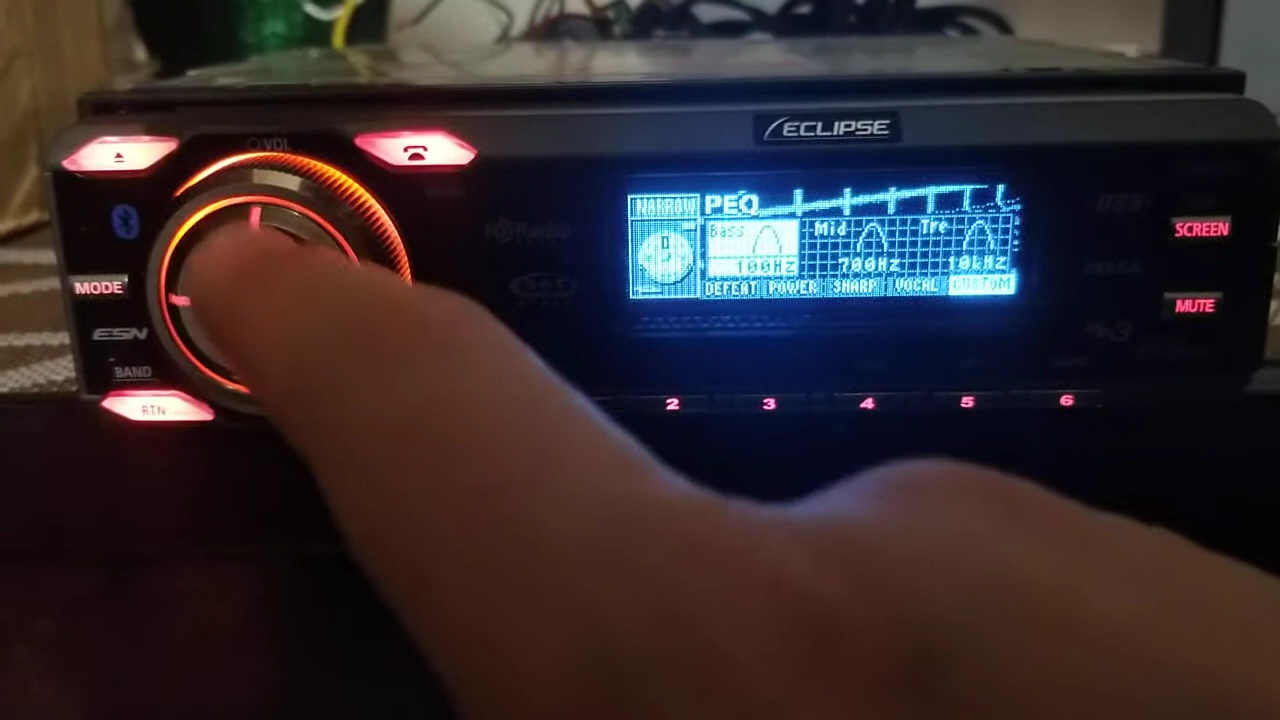 VOL
ECLIPSE
MODE
ESN
BAND
RTN
NARROW PEQ
Bass Mid Tre
100Hz 700Hz 10kHz
DEFEAT POWER SHARP VOCAL CUSTOM
SCREEN
MUTE
2 3 4 5 6